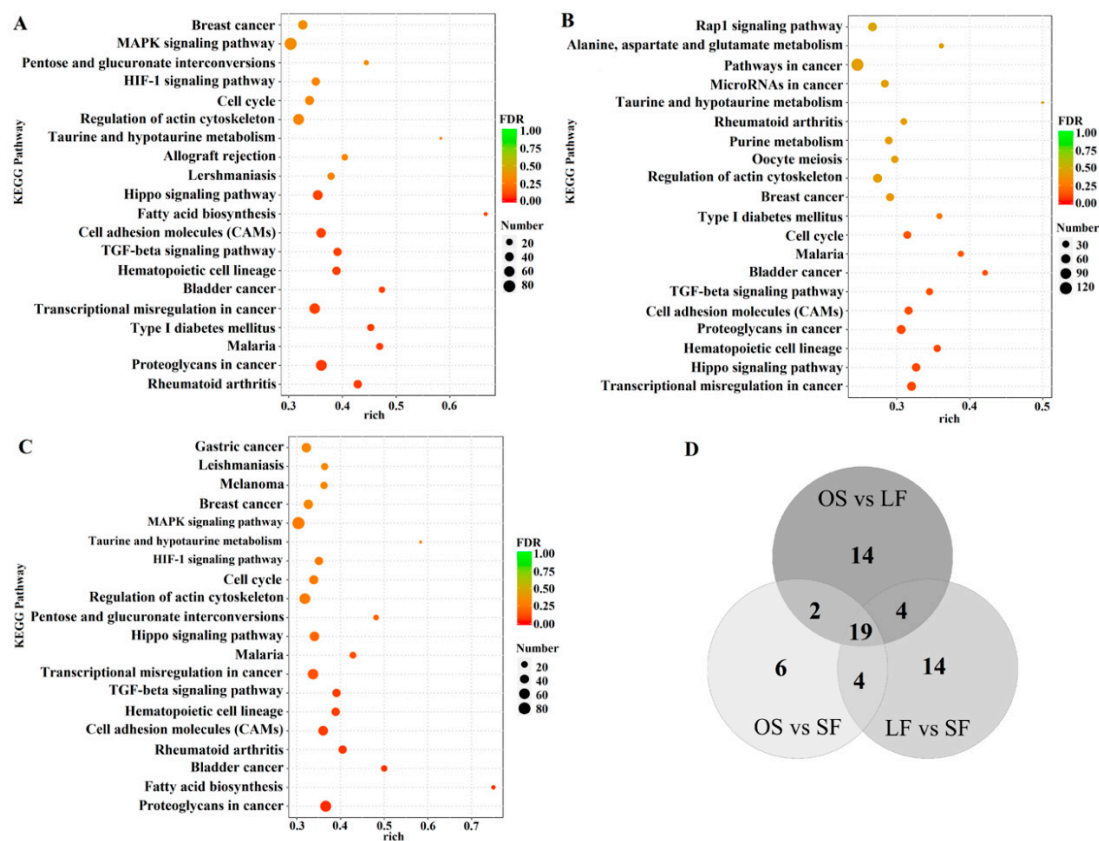 A
KEGG Pathway
Breast cancer
MAPK signaling pathway
Pentose and glucuronate interconversions
HIF-1 signaling pathway
Cell cycle
Regulation of actin cytoskeleton
Taurine and hypotaurine metabolism
Allograft rejection
Lershmaniasis
Hippo signaling pathway
Fatty acid biosynthesis
Cell adhesion molecules (CAMs)
TGF-beta signaling pathway
Hematopoietic cell lineage
Bladder cancer
Transcriptional misregulation in cancer
Type I diabetes mellitus
Malaria
Proteoglycans in cancer
Rheumatoid arthritis
0.3 0.4 0.5 0.6
rich
FDR
1.00
0.75
0.50
0.25
0.00
Number
20
40
60
80
B
KEGG Pathway
Rap1 signaling pathway
Alanine, aspartate and glutamate metabolism
Pathways in cancer
MicroRNAs in cancer
Taurine and hypotaurine metabolism
Rheumatoid arthritis
Purine metabolism
Oocyte meiosis
Regulation of actin cytoskeleton
Breast cancer
Type I diabetes mellitus
Cell cycle
Malaria
Bladder cancer
TGF-beta signaling pathway
Cell adhesion molecules (CAMs)
Proteoglycans in cancer
Hematopoietic cell lineage
Hippo signaling pathway
Transcriptional misregulation in cancer
0.3 0.4 0.5
rich
FDR
1.00
0.75
0.50
0.25
0.00
Number
30
60
90
120
C
KEGG Pathway
Gastric cancer
Leishmaniasis
Melanoma
Breast cancer
MAPK signaling pathway
Taurine and hypotaurine metabolism
HIF-1 signaling pathway
Cell cycle
Regulation of actin cytoskeleton
Pentose and glucuronate interconversions
Hippo signaling pathway
Malaria
Transcriptional misregulation in cancer
TGF-beta signaling pathway
Hematopoietic cell lineage
Cell adhesion molecules (CAMs)
Rheumatoid arthritis
Bladder cancer
Fatty acid biosynthesis
Proteoglycans in cancer
0.3 0.4 0.5 0.6 0.7
rich
FDR
1.00
0.75
0.50
0.25
0.00
Number
20
40
60
80
D
OS vs LF
14
2
4
19
6
4
14
OS vs SF
LF vs SF